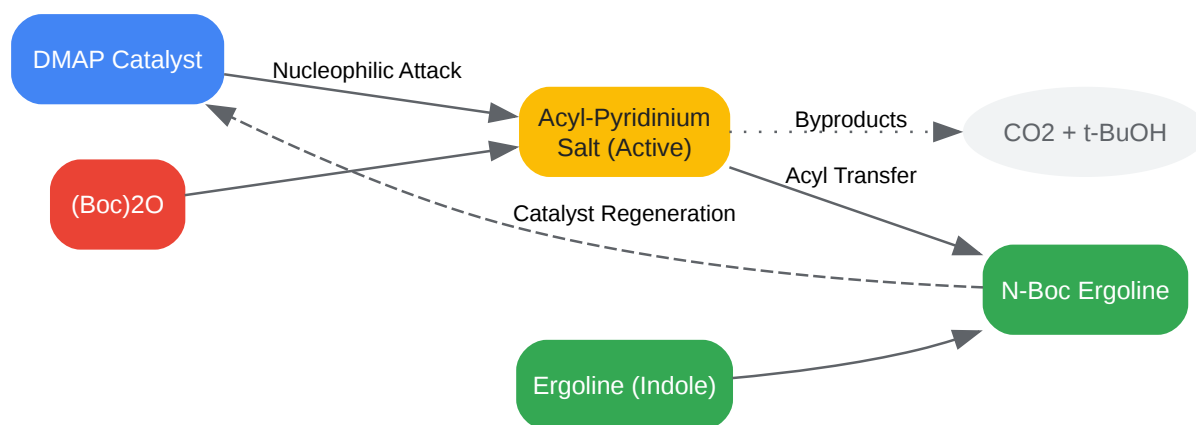 DMAP Catalyst
Nucleophilic Attack
(Boc)2O
Acyl-Pyridinium
Salt (Active)
Byproducts
CO2 + t-BuOH
Acyl Transfer
Catalyst Regeneration
N-Boc Ergoline
Ergoline (Indole)